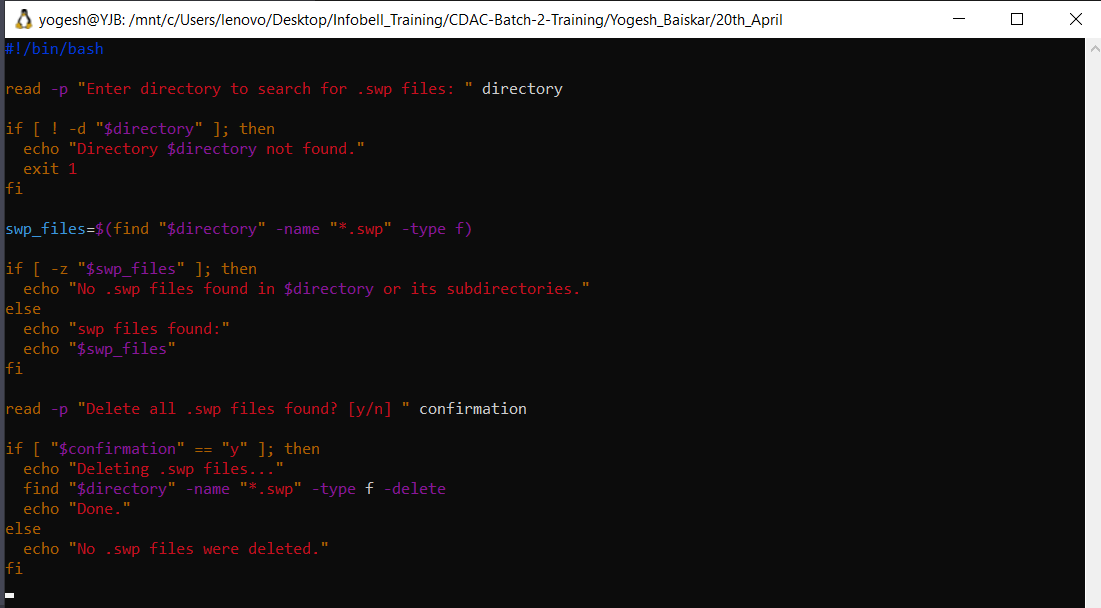 yogesh@YJB: /mnt/c/Users/lenovo/Desktop/Infobell_Training/CDAC-Batch-2-Training/Yogesh_Baiskar/20th_April
#!/bin/bash

read -p "Enter directory to search for .swp files: " directory

if [ ! -d "$directory" ]; then
  echo "Directory $directory not found."
  exit 1
fi

swp_files=$(find "$directory" -name "*.swp" -type f)

if [ -z "$swp_files" ]; then
  echo "No .swp files found in $directory or its subdirectories."
else
  echo "swp files found:"
  echo "$swp_files"
fi

read -p "Delete all .swp files found? [y/n] " confirmation

if [ "$confirmation" == "y" ]; then
  echo "Deleting .swp files..."
  find "$directory" -name "*.swp" -type f -delete
  echo "Done."
else
  echo "No .swp files were deleted."
fi